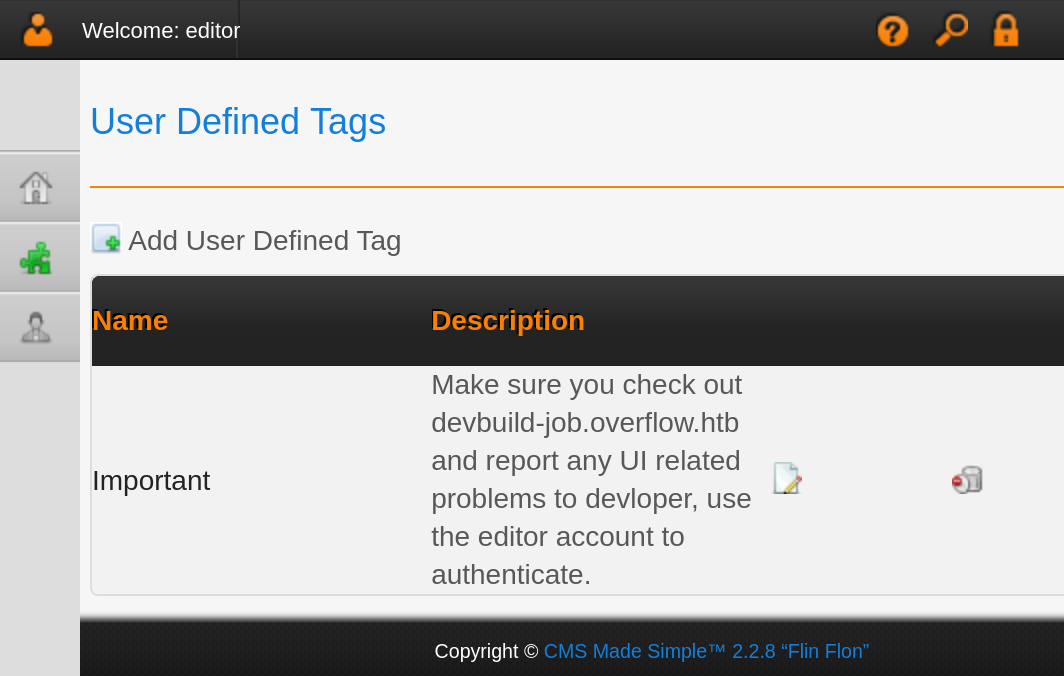 Welcome: editor
User Defined Tags
Add User Defined Tag
Name Description
Important
Make sure you check out
devbuild-job.overflow.htb
and report any UI related
problems to devloper, use
the editor account to
authenticate.
Copyright © CMS Made Simple™ 2.2.8 “Flin Flon”